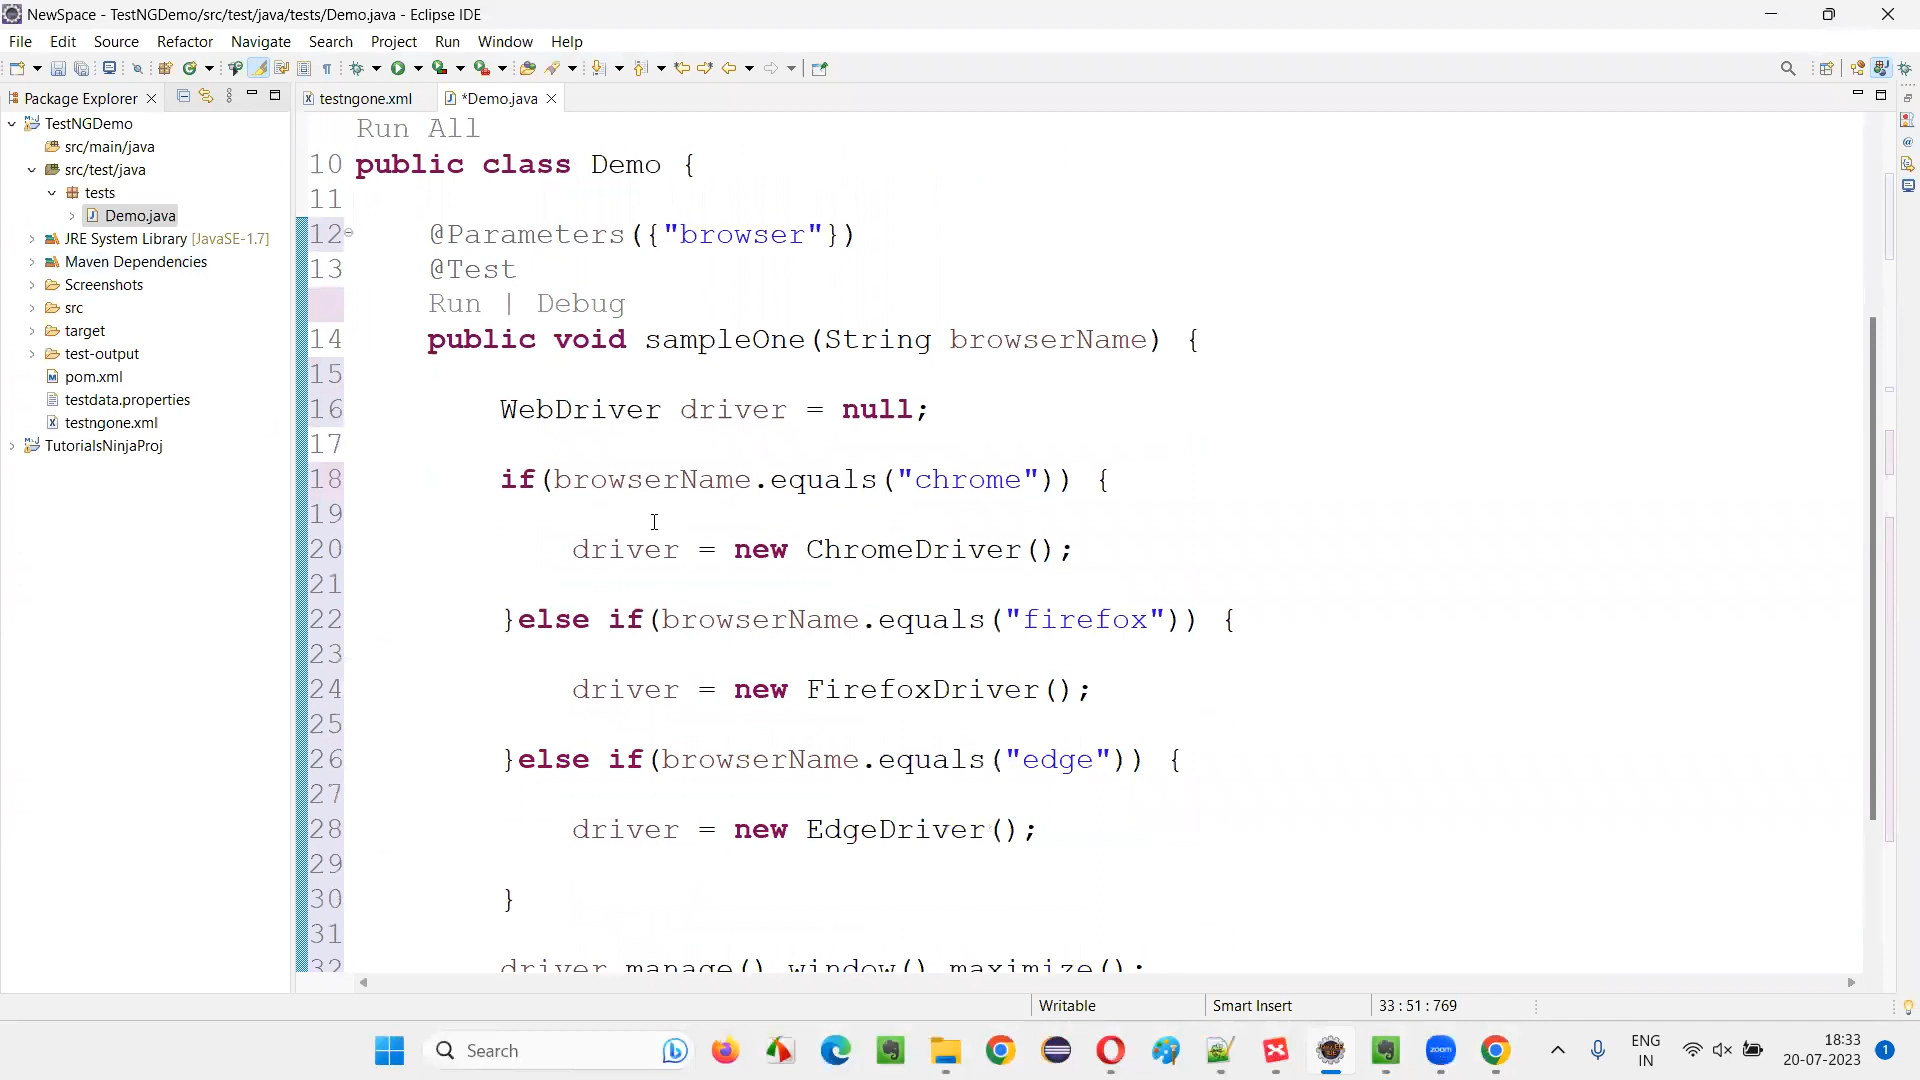 NewSpace - TestNGDemo/src/test/java/tests/Demo.java - Eclipse IDE
File Edit Source Refactor Navigate Search Project Run Window Help
Package Explorer
testngone.xml
*Demo.java
TestNGDemo
src/main/java
src/test/java
tests
Demo.java
JRE System Library [JavaSE-1.7]
Maven Dependencies
Screenshots
src
target
test-output
pom.xml
testdata.properties
testngone.xml
TutorialsNinjaProj
Run All
10 public class Demo {
11
12 @Parameters({"browser"})
13 @Test
Run | Debug
14 public void sampleOne(String browserName) {
15
16 WebDriver driver = null;
17
18 if(browserName.equals("chrome")) {
19
20 driver = new ChromeDriver();
21
22 }else if(browserName.equals("firefox")) {
23
24 driver = new FirefoxDriver();
25
26 }else if(browserName.equals("edge")) {
27
28 driver = new EdgeDriver();
29
30 }
31
32 driver.manage().window().maximize();
Writable
Smart Insert
33 : 51 : 769
Search
zoom
ENG
IN
18:33
20-07-2023
1